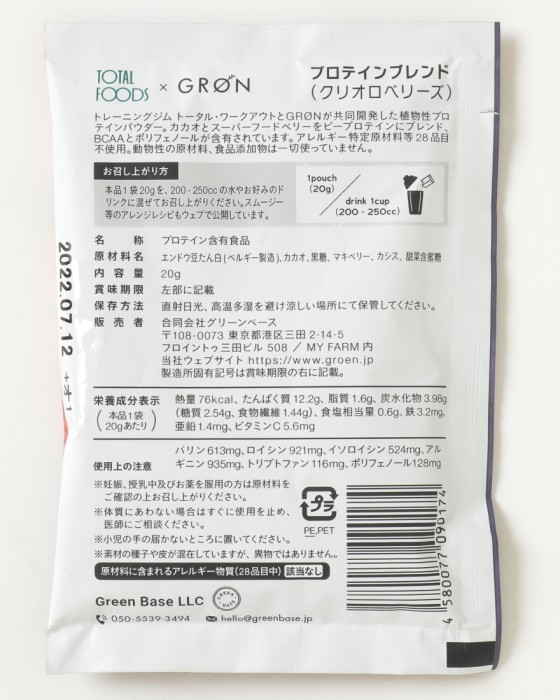 TOTAL FOODS × GRØN
プロテインブレンド
(クリオロベリーズ)
トレーニングジム トータル・ワークアウトとGRØNが共同開発した植物性プロ
テインパウダー。カカオとスーパーフードベリーをピープロテインにブレンド、
BCAAとポリフェノールが含有されています。アレルギー特定原材料等28品目
不使用。動物性の原材料、食品添加物は一切使っていません。
お召し上がり方
本品1袋20gを、200-250ccの水やお好みのド
リンクに混ぜてお召し上がりください。スムージー
等のアレンジレシピもウェブで公開しています。
1pouch
(20g)
drink 1cup
(200-250cc)
名 称 プロテイン含有食品
原材料名 エンドウ豆たん白(ベルギー製造)、カカオ、黒糖、マキベリー、カシス、甜菜含蜜糖
内 容 量 20g
賞味期限 左部に記載
保存方法 直射日光、高温多湿を避け涼しい場所にて保管してください。
販 売 者 合同会社グリーンベース
〒108-0073 東京都港区三田 2-14-5
フロイントゥ三田ビル 508 / MY FARM 内
当社ウェブサイト https://www.groen.jp
製造所固有記号は賞味期限の右に記載。
2022.07.12
栄養成分表示
(本品1袋
20gあたり)
熱量 76kcal、たんぱく質 12.2g、脂質 1.6g、炭水化物 3.98g
(糖質 2.54g、食物繊維 1.44g)、食塩相当量 0.6g、鉄3.2mg、
亜鉛 1.4mg、ビタミンC 5.6mg
バリン 613mg、ロイシン 921mg、イソロイシン 524mg、アル
ギニン 935mg、トリプトファン 116mg、ポリフェノール128mg
使用上の注意
※妊娠、授乳中及びお薬を服用の方は原材料を
ご確認の上お召し上がりください。
※体質にあわない場合はすぐに使用を止め、
医師にご相談ください。
※小児の手の届かないところに置いてください。
※素材の種子や皮が混在していますが、異物ではありません。
プラ
PE,PET
原材料に含まれるアレルギー物質(28品目中) 該当なし
4580077090174
Green Base LLC
GREEN BASE
050-5539-3494 hello@greenbase.jp